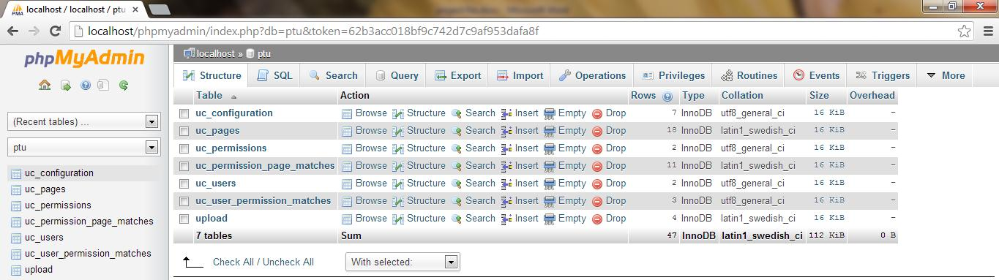 localhost / localhost / ptu
localhost/phpmyadmin/index.php?db=ptu&token=62b3acc018bf9c742d7c9af953dafa8f
phpMyAdmin
(Recent tables) ...
ptu
uc_configuration
uc_pages
uc_permissions
uc_permission_page_matches
uc_users
uc_user_permission_matches
upload
localhost » ptu
Structure SQL Search Query Export Import Operations Privileges Routines Events Triggers More
Table Action Rows Type Collation Size Overhead
uc_configuration Browse Structure Search Insert Empty Drop 7 InnoDB utf8_general_ci 16 KiB -
uc_pages Browse Structure Search Insert Empty Drop 18 InnoDB latin1_swedish_ci 16 KiB -
uc_permissions Browse Structure Search Insert Empty Drop 2 InnoDB utf8_general_ci 16 KiB -
uc_permission_page_matches Browse Structure Search Insert Empty Drop 11 InnoDB latin1_swedish_ci 16 KiB -
uc_users Browse Structure Search Insert Empty Drop 2 InnoDB utf8_general_ci 16 KiB -
uc_user_permission_matches Browse Structure Search Insert Empty Drop 3 InnoDB utf8_general_ci 16 KiB -
upload Browse Structure Search Insert Empty Drop 4 InnoDB latin1_swedish_ci 16 KiB -
7 tables Sum 47 InnoDB latin1_swedish_ci 112 KiB 0 B
Check All / Uncheck All With selected: